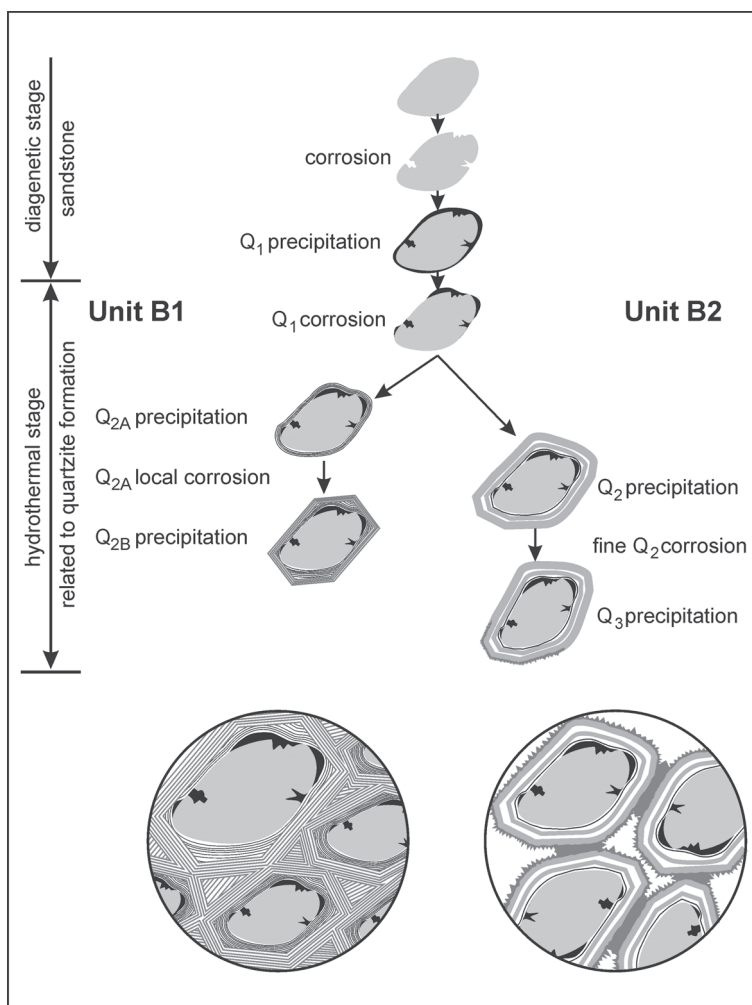 diagenetic stage
sandstone
corrosion
Q1 precipitation
Unit B1
Q1 corrosion
Unit B2
hydrothermal stage
related to quartzite formation
Q2A precipitation
Q2A local corrosion
Q2B precipitation
Q2 precipitation
fine Q2 corrosion
Q3 precipitation